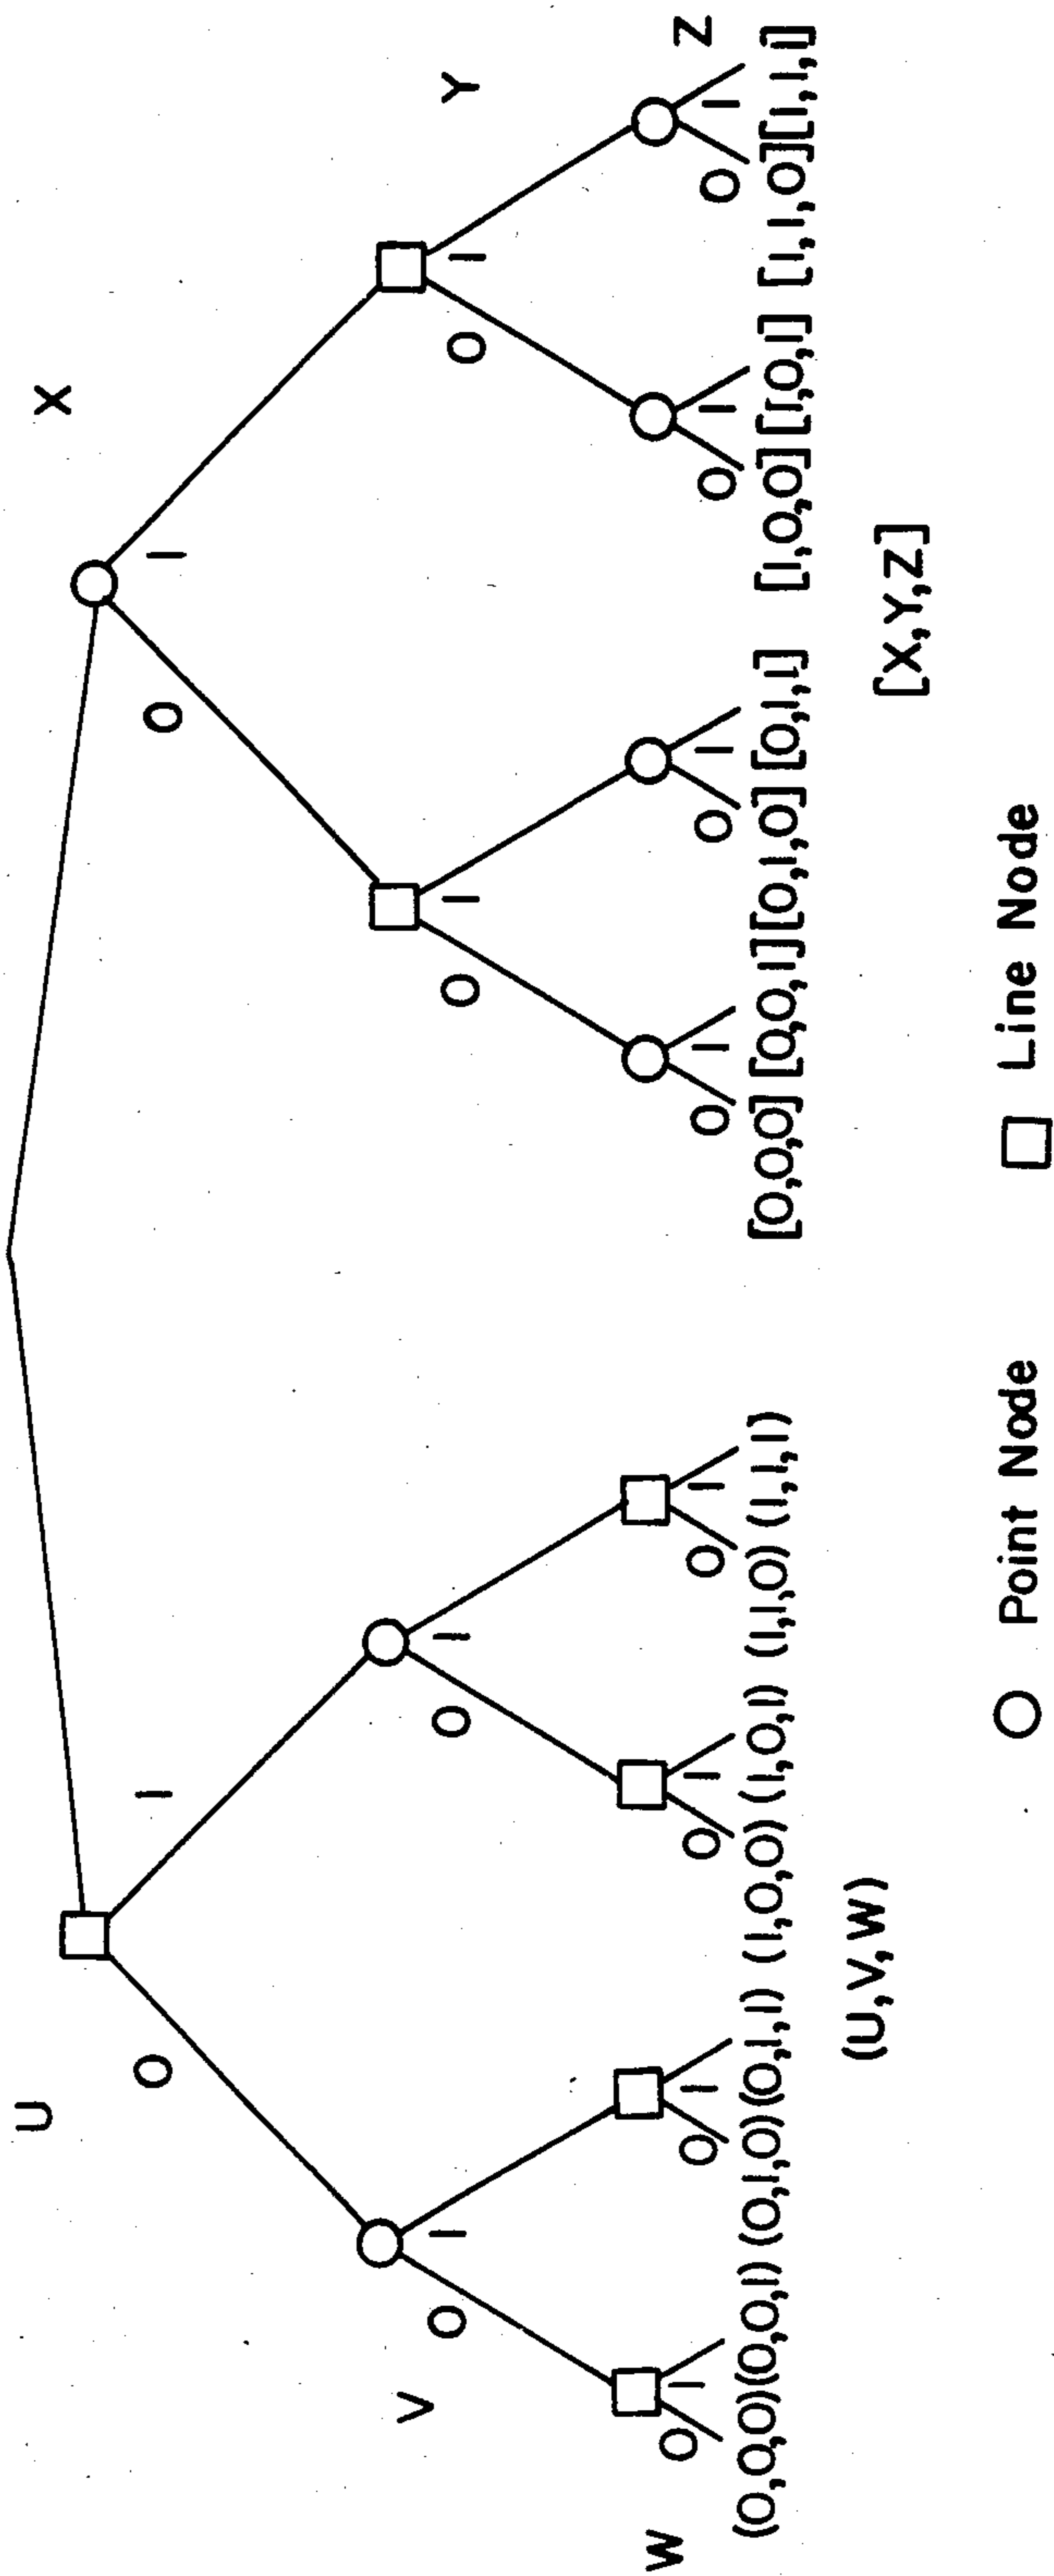 U X
0 1 0 1
V Y
0 1 0 1 0 1 0 1
W Z
0 1 0 1 0 1 0 1 0 1 0 1 0 1 0 1
(0,0,0)(0,0,1) (0,1,0)(0,1,1) (1,0,0) (1,0,1) (1,1,0) (1,1,1) [0,0,0] [0,0,1][0,1,0] [0,1,1] [1,0,0][1,0,1] [1,1,0][1,1,1]
(U,V,W) [X,Y,Z]
Point Node Line Node